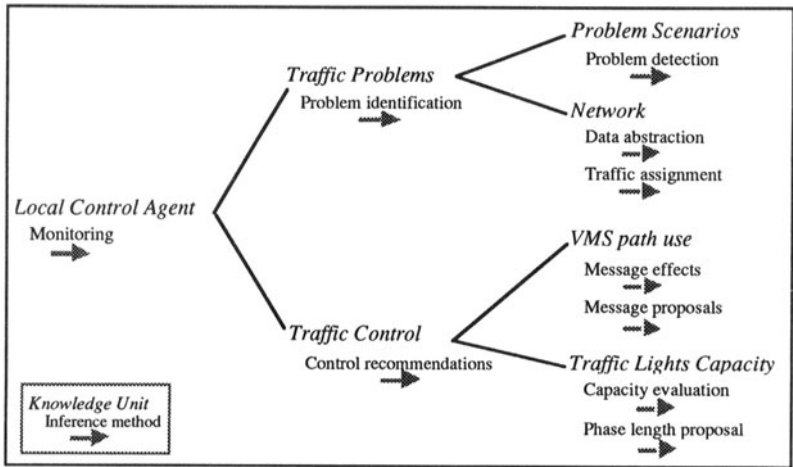 Problem Scenarios
Problem detection
Traffic Problems
Problem identification
Network
Data abstraction
Traffic assignment
Local Control Agent
Monitoring
VMS path use
Message effects
Message proposals
Traffic Control
Control recommendations
Traffic Lights Capacity
Capacity evaluation
Phase length proposal
Knowledge Unit
Inference method